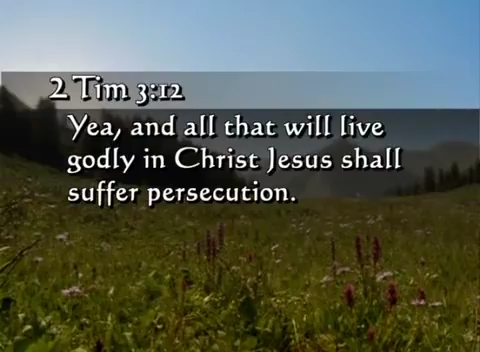 2 Tim 3:12
Yea, and all that will live
godly in Christ Jesus shall
suffer persecution.